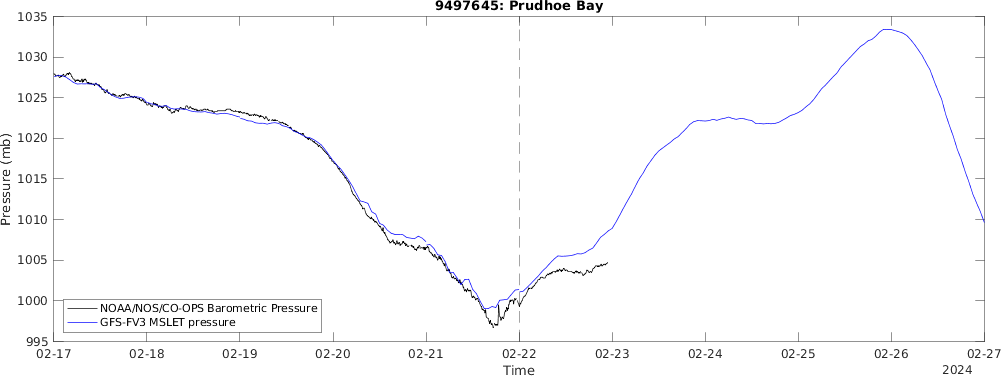 9497645: Prudhoe Bay
1035
1030
1025
1020
1015
1010
1005
1000
995
Pressure (mb)
NOAA/NOS/CO-OPS Barometric Pressure
GFS-FV3 MSLET pressure
02-17 02-18 02-19 02-20 02-21 02-22 02-23 02-24 02-25 02-26 02-27
Time
2024